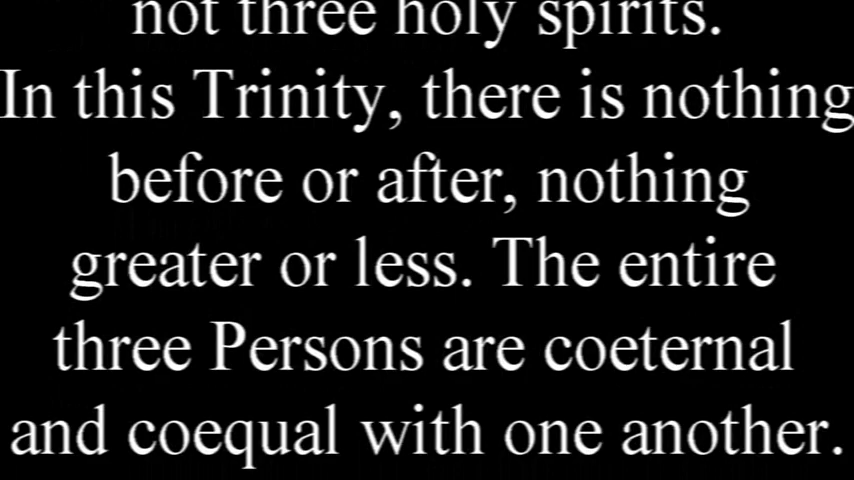 not three holy spirits.
In this Trinity, there is nothing
before or after, nothing
greater or less. The entire
three Persons are coeternal
and coequal with one another.